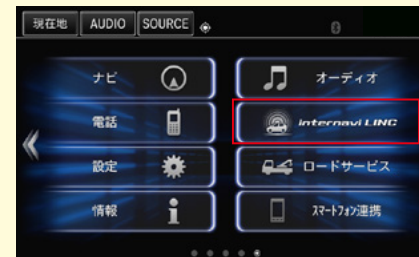 現在地 AUDIO SOURCE
ナビ オーディオ
電話 internavi LINC
設定 ロードサービス
情報 スマートフォン連携